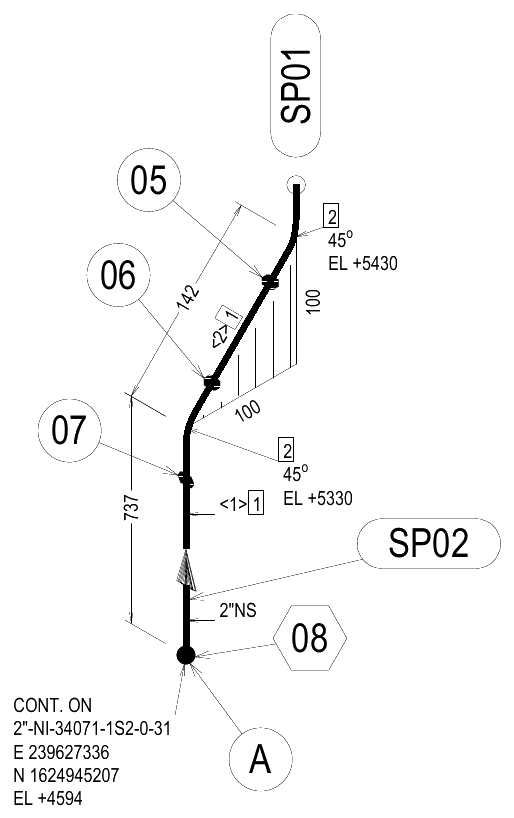 SP01
05
2
45°
EL +5430
06
142
<2> 1
100
100
07
2
45°
EL +5330
737
<1> 1
SP02
2"NS
08
CONT. ON
2"-NI-34071-1S2-0-31
E 239627336
N 1624945207
EL +4594
A